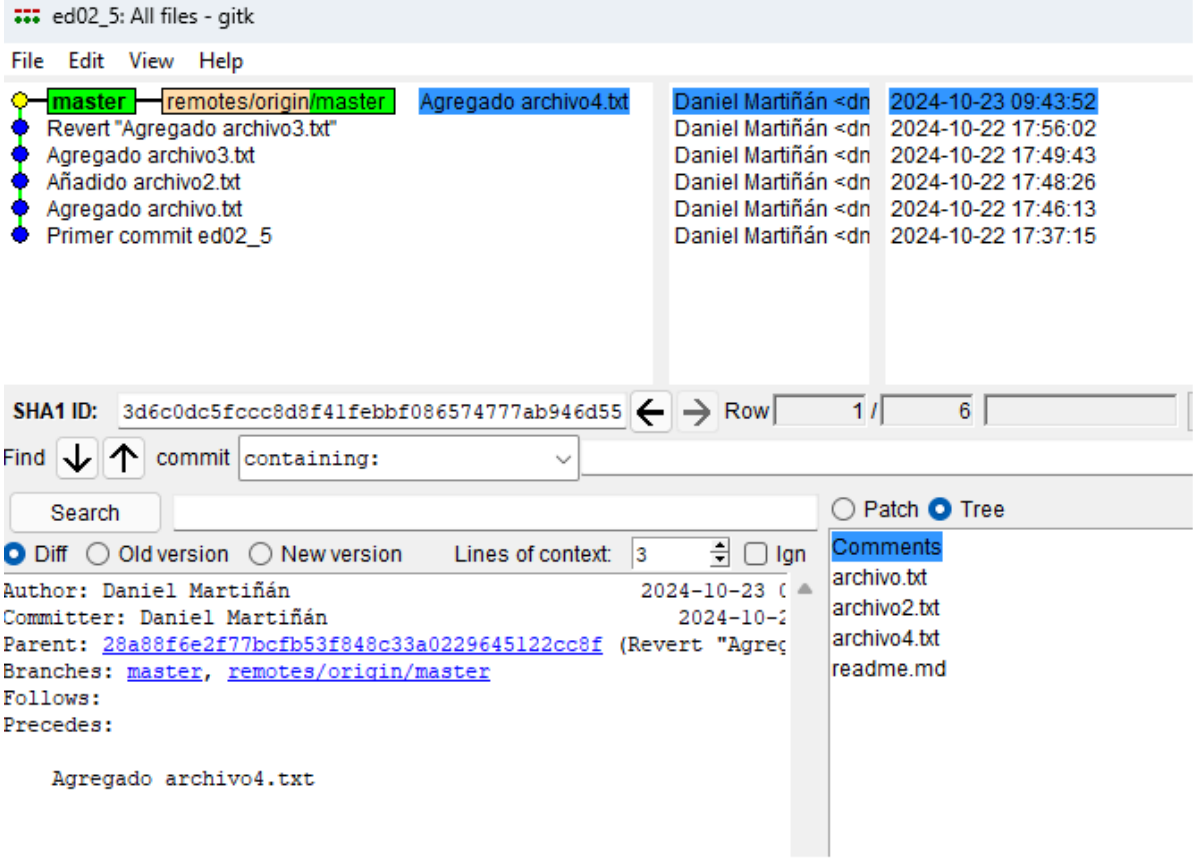 ed02_5: All files - gitk
File Edit View Help
master remotes/origin/master Agregado archivo4.txt Daniel Martiñán <dn 2024-10-23 09:43:52
Revert "Agregado archivo3.txt" Daniel Martiñán <dn 2024-10-22 17:56:02
Agregado archivo3.txt Daniel Martiñán <dn 2024-10-22 17:49:43
Añadido archivo2.txt Daniel Martiñán <dn 2024-10-22 17:48:26
Agregado archivo.txt Daniel Martiñán <dn 2024-10-22 17:46:13
Primer commit ed02_5 Daniel Martiñán <dn 2024-10-22 17:37:15
SHA1 ID: 3d6c0dc5fccc8d8f41febbf086574777ab946d55 Row 1 / 6
Find commit containing:
Search
Diff Old version New version Lines of context: 3 Ign
Author: Daniel Martiñán 2024-10-23
Committer: Daniel Martiñán 2024-10-2
Parent: 28a88f6e2f77bcfb53f848c33a0229645122cc8f (Revert "Agreg
Branches: master, remotes/origin/master
Follows:
Precedes:
Agregado archivo4.txt
Patch Tree
Comments
archivo.txt
archivo2.txt
archivo4.txt
readme.md